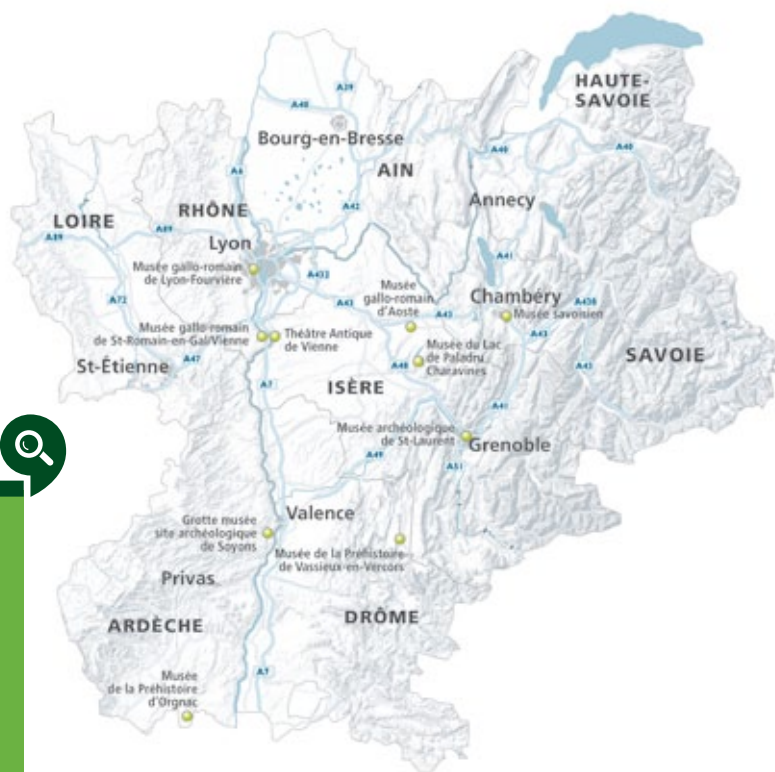 HAUTE-
SAVOIE
A39
A40
Bourg-en-Bresse
A40
A40
A6
AIN
Annecy
A42
RHÔNE
LOIRE
A89
A89
Lyon
A41
Musée gallo-romain
de Lyon-Fourvière
A432
Musée
gallo-romain
d'Aoste
Chambéry
A72
A43
A43
A430
Musée savoisien
Musée gallo romain
de St-Romain-en-Gal/Vienne
Théâtre Antique
de Vienne
A43
Musée du Lac
de Paladru
Charavines
SAVOIE
St-Étienne
A47
A48
A43
A7
ISÈRE
A41
Musée archéologique
de St-Laurent
Grenoble
A49
A51
Valence
Grotte musée
site archéologique
de Soyons
Musée de la Préhistoire
de Vassieux-en-Vercors
Privas
ARDÈCHE
DRÔME
A7
Musée
de la Préhistoire
d'Orgnac